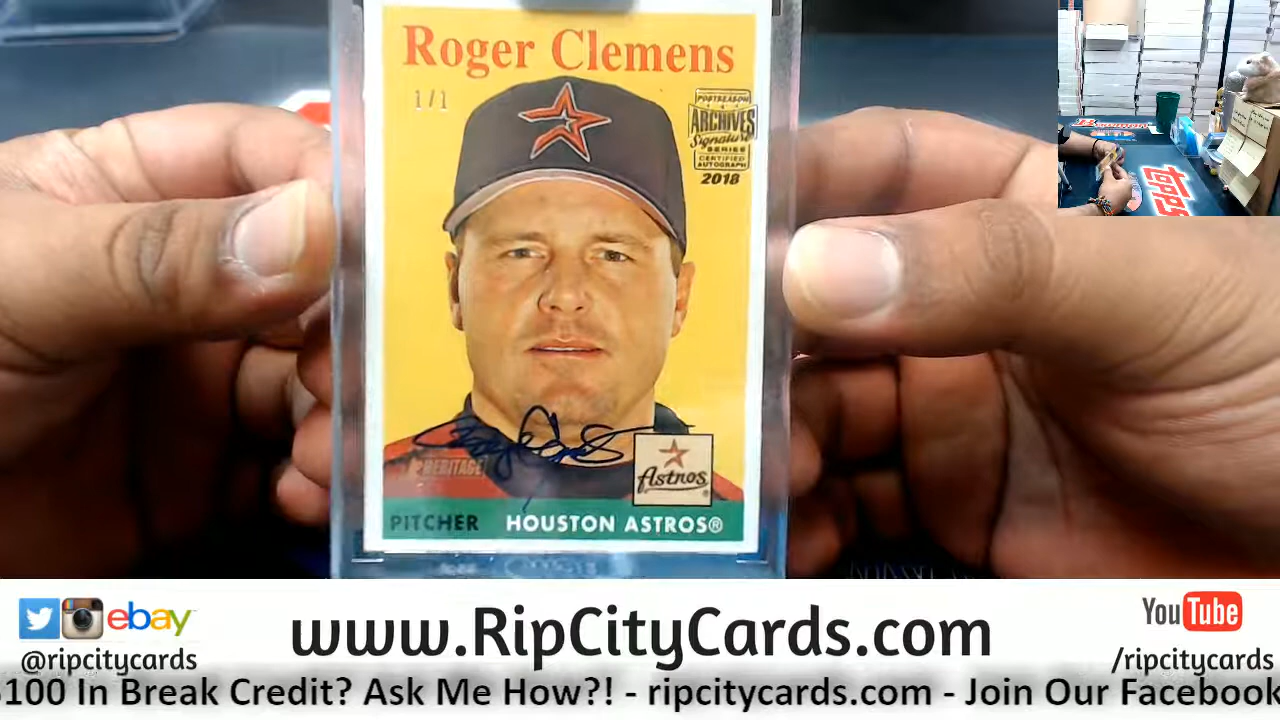 Roger Clemens
1/1
POSTSEASON
ARCHIVES
Signature
SERIES
CERTIFIED
AUTOGRAPH
2018
HERITAGE
Astros
PITCHER HOUSTON ASTROS®
TOPPS
ebay
www.RipCityCards.com
YouTube
@ripcitycards
/ripcitycards
$100 In Break Credit? Ask Me How?! - ripcitycards.com - Join Our Facebook